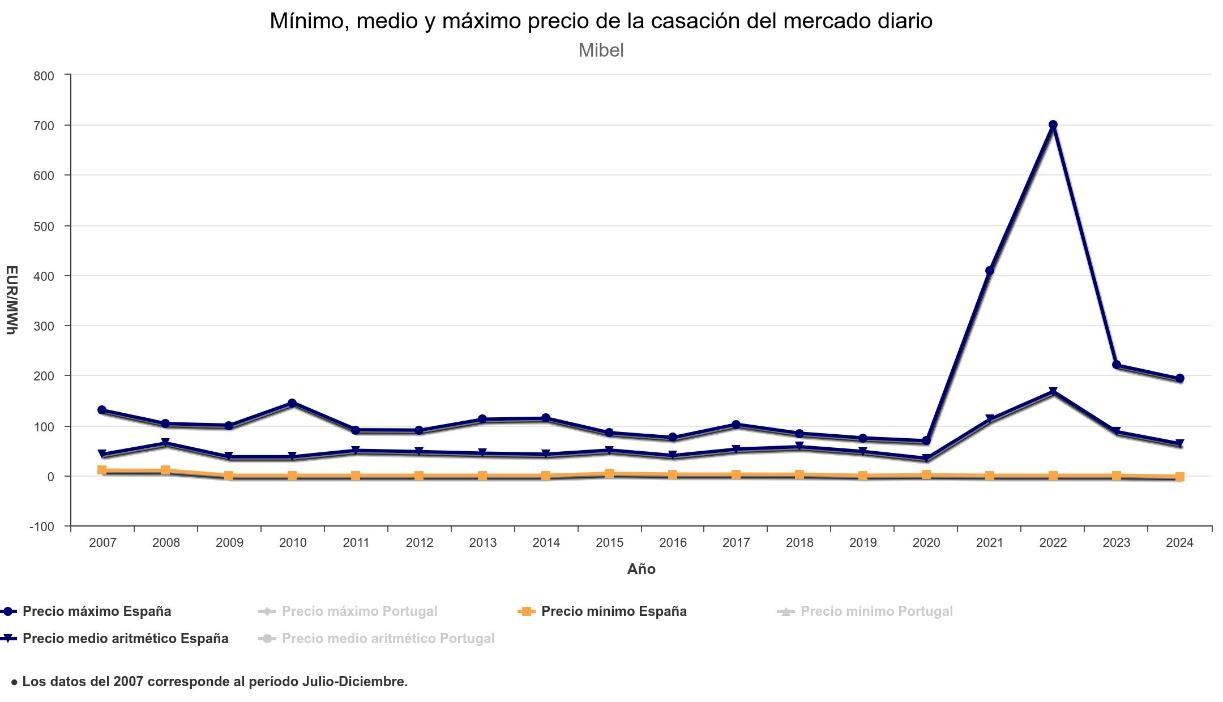 Mínimo, medio y máximo precio de la casación del mercado diario
Mibel
800
700
600
500
400
300
200
100
0
-100
EUR/MWh
2007 2008 2009 2010 2011 2012 2013 2014 2015 2016 2017 2018 2019 2020 2021 2022 2023 2024
Año
Precio máximo España Precio máximo Portugal Precio mínimo España Precio mínimo Portugal
Precio medio aritmético España Precio medio aritmético Portugal
● Los datos del 2007 corresponde al período Julio-Diciembre.